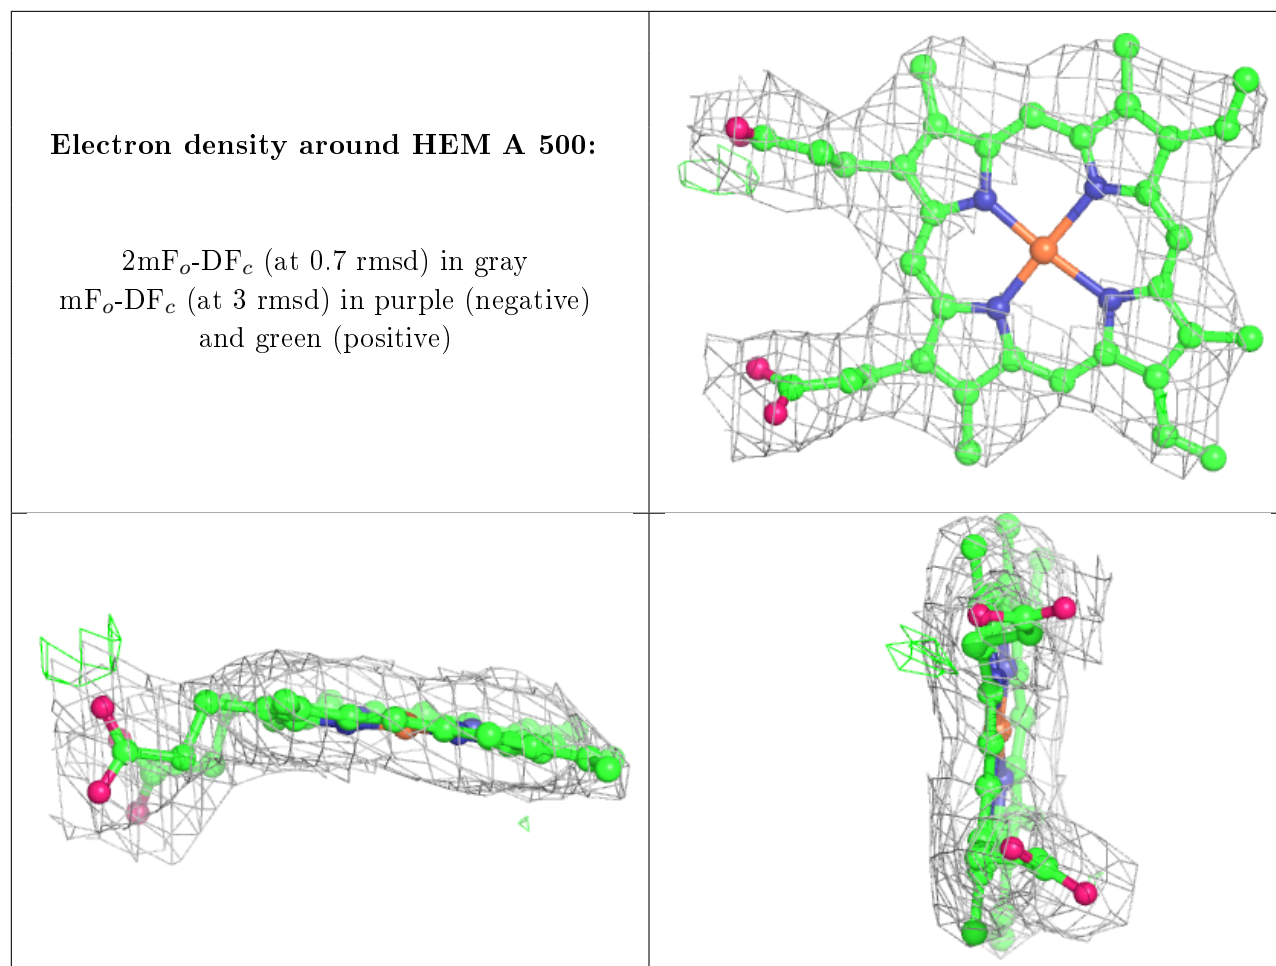 Electron density around HEM A 500:
2mFₒ-DF𝒸 (at 0.7 rmsd) in gray
mFₒ-DF𝒸 (at 3 rmsd) in purple (negative)
and green (positive)